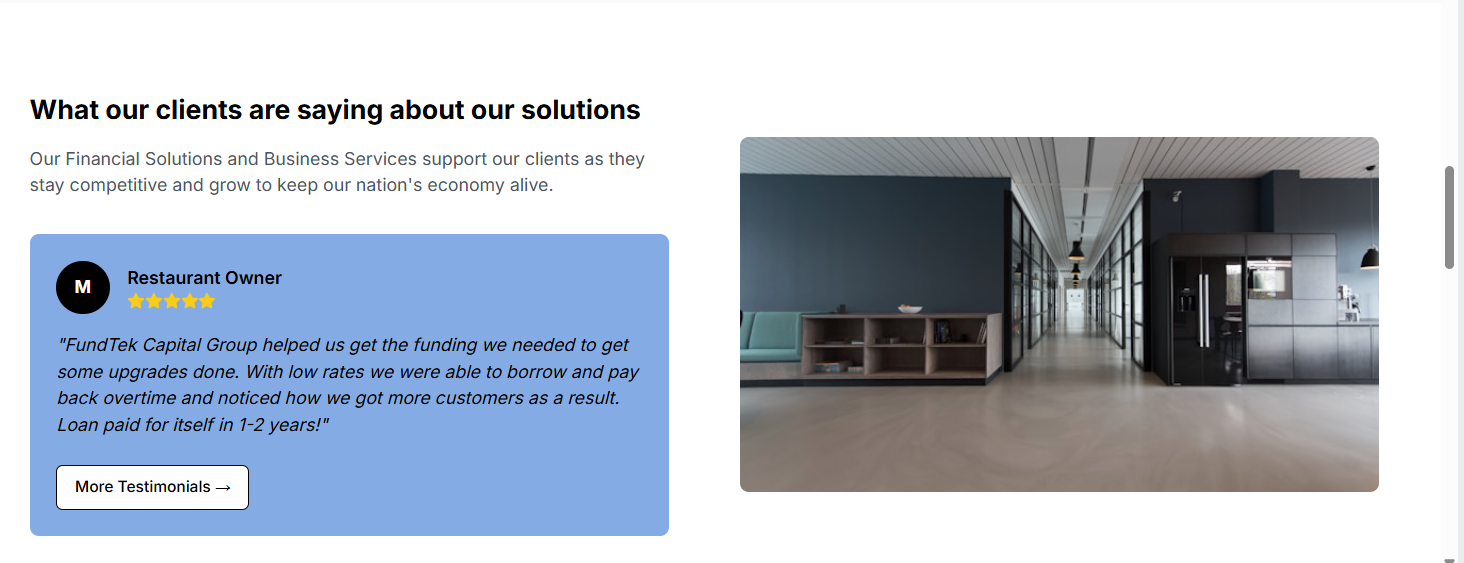 What our clients are saying about our solutions
Our Financial Solutions and Business Services support our clients as they
stay competitive and grow to keep our nation's economy alive.
M
Restaurant Owner
"FundTek Capital Group helped us get the funding we needed to get
some upgrades done. With low rates we were able to borrow and pay
back overtime and noticed how we got more customers as a result.
Loan paid for itself in 1-2 years!"
More Testimonials →